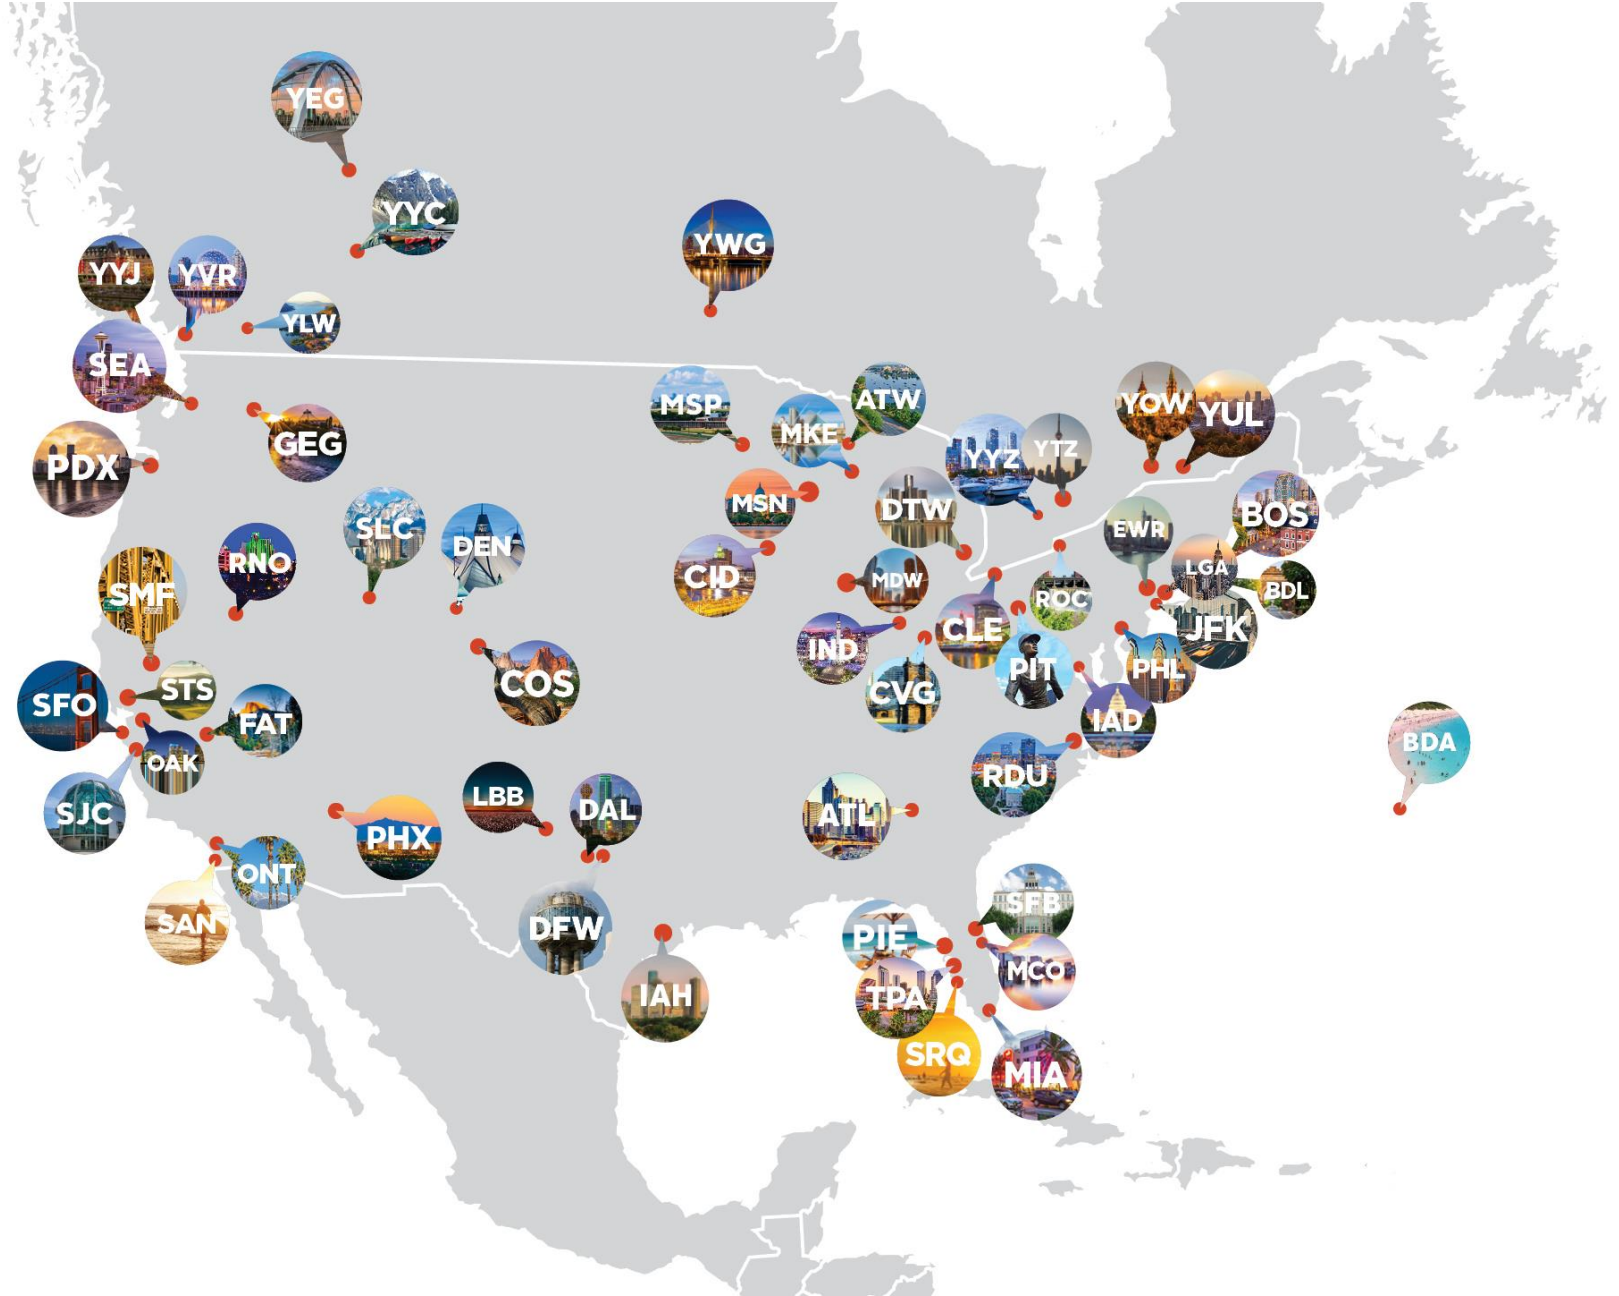 YEG
YYC
YWG
YYJ
YVR
YLW
SEA
MSP
ATW
YOW
YUL
GEG
MKE
YYZ
YTZ
PDX
MSN
DTW
EWR
BOS
SLC
DEN
RNO
CID
MDW
LGA
BDL
SMF
ROC
IND
CLE
JFK
PIT
PHL
COS
CVG
STS
SFO
FAT
IAD
BDA
OAK
RDU
SJC
LBB
DAL
ATL
PHX
ONT
SAN
DFW
SFB
PIE
MCO
IAH
TPA
SRQ
MIA